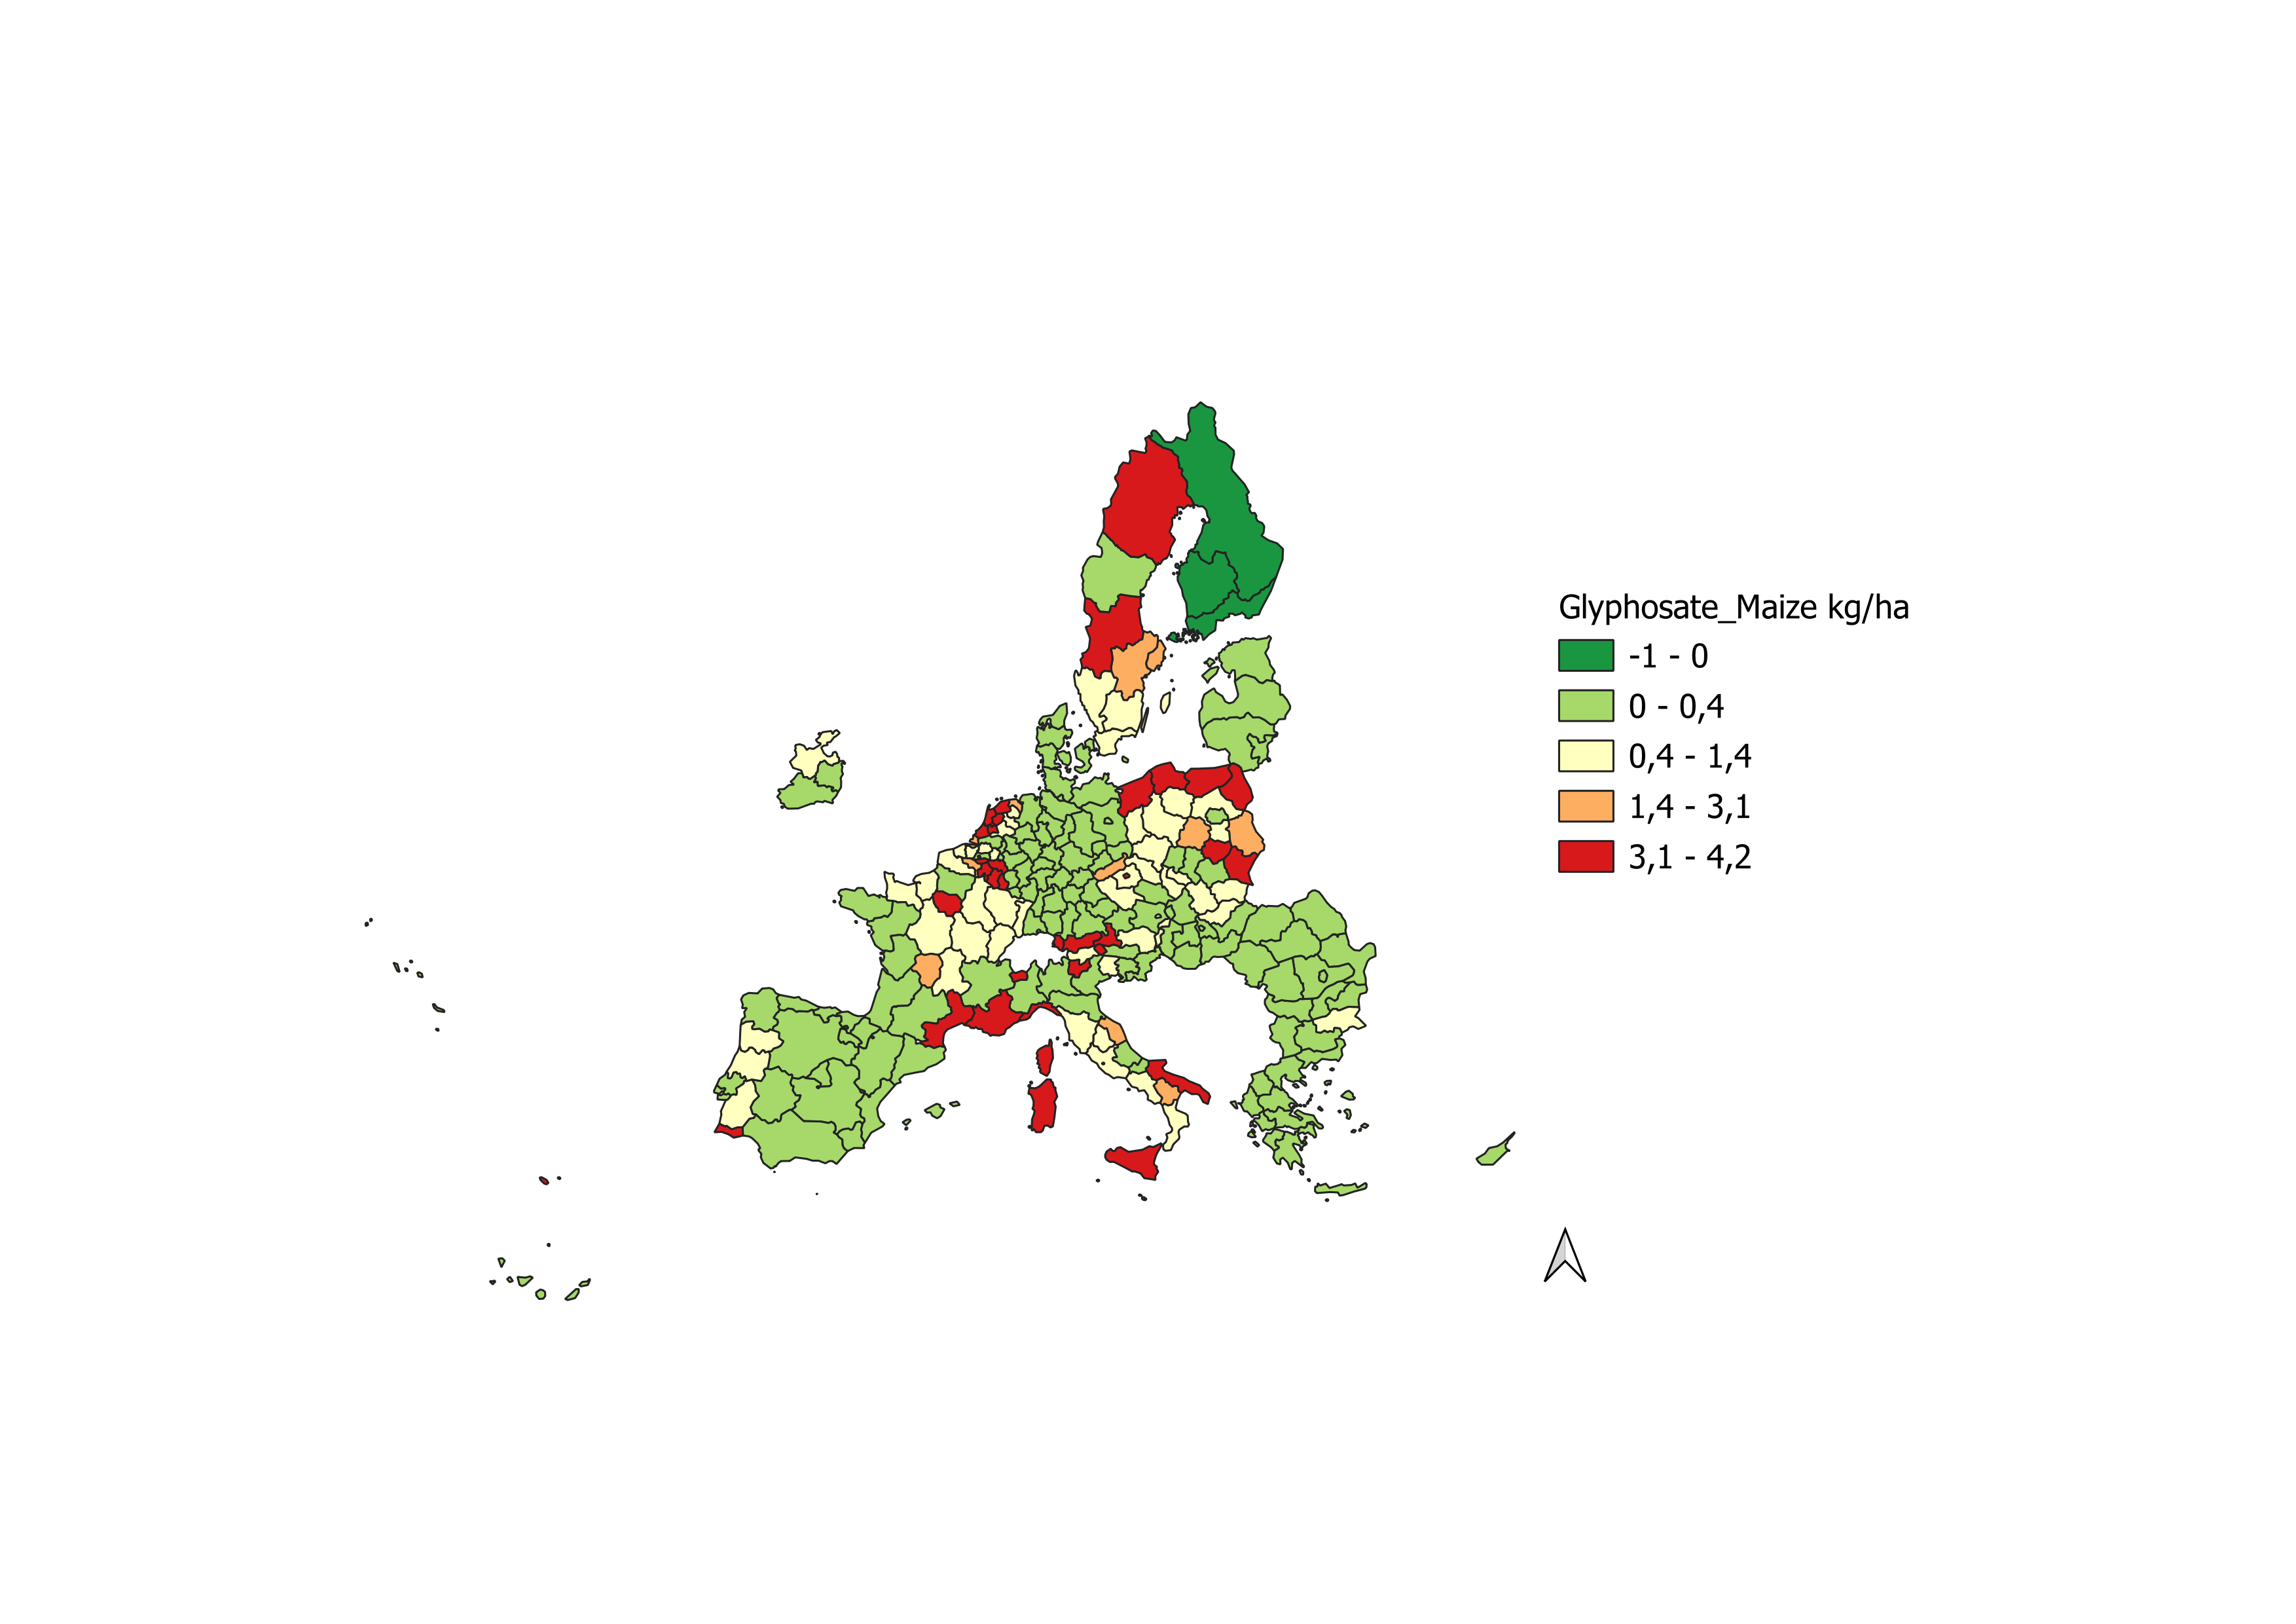 Glyphosate_Maize kg/ha
-1 - 0
0 - 0,4
0,4 - 1,4
1,4 - 3,1
3,1 - 4,2